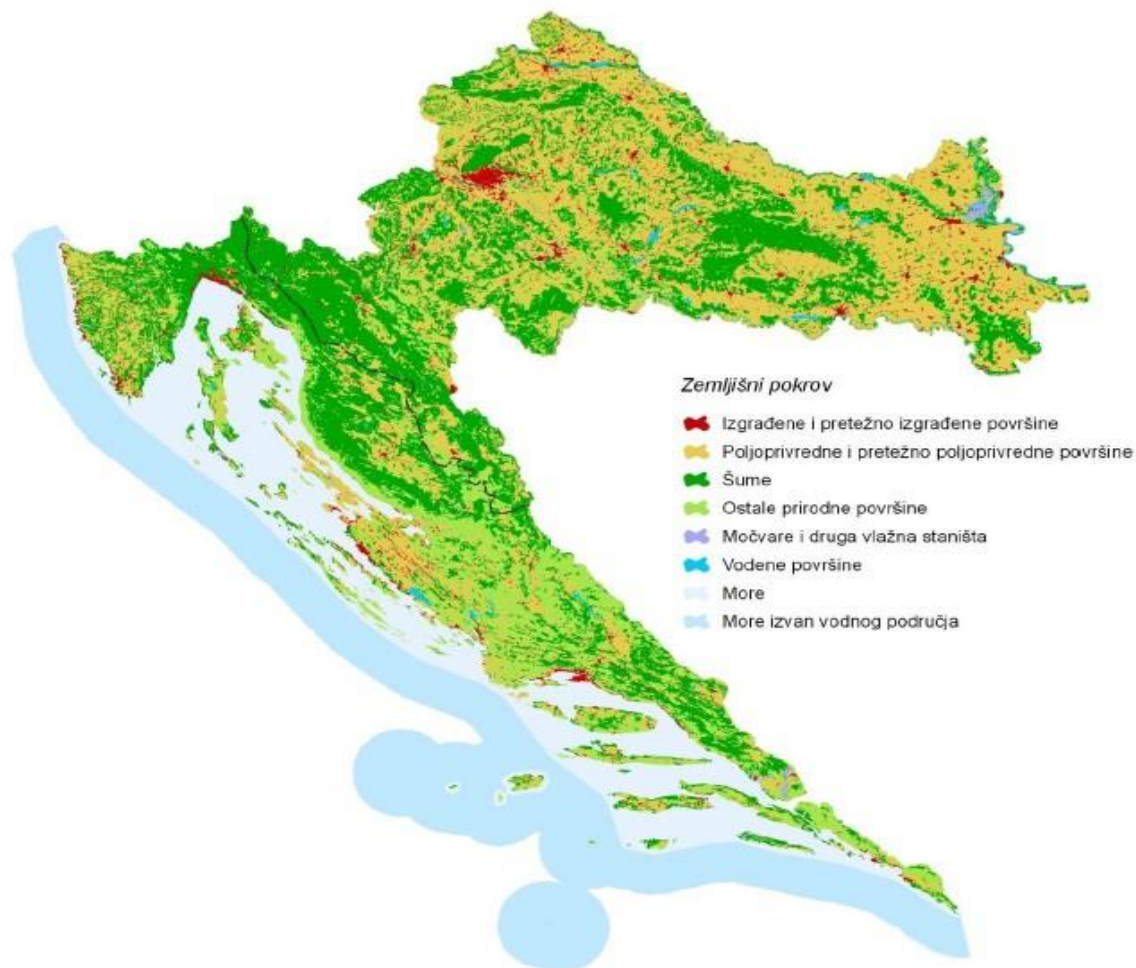 Zemljišni pokrov
Izgrađene i pretežno izgrađene površine
Poljoprivredne i pretežno poljoprivredne površine
Šume
Ostale prirodne površine
Močvare i druga vlažna staništa
Vodene površine
More
More izvan vodnog područja